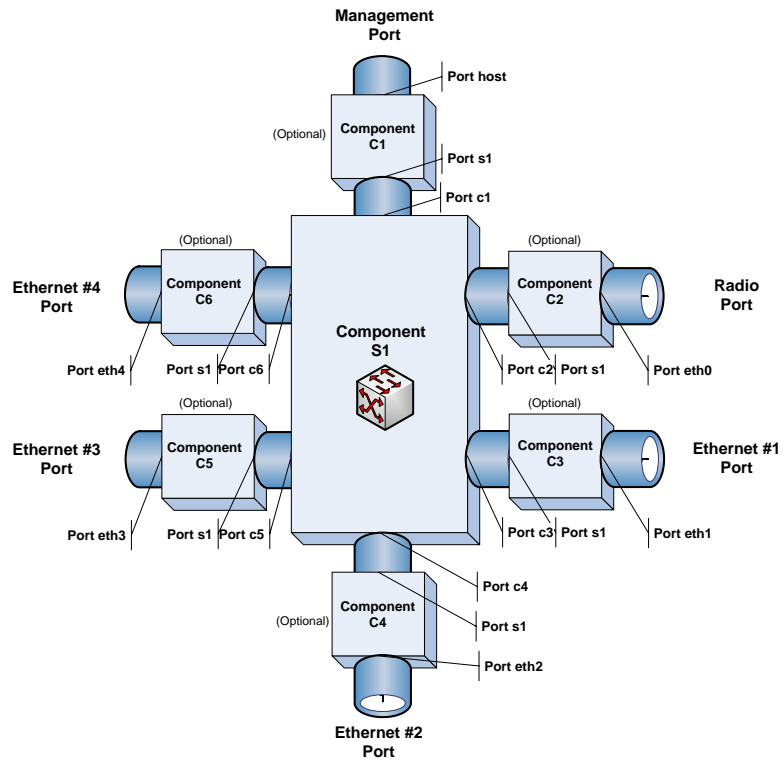 Management
Port
Port host
(Optional)
Component
C1
Port s1
Port c1
(Optional)
(Optional)
Ethernet #4
Port
Component
C6
Component
C2
Radio
Port
Component
S1
Port eth4
Port s1
Port c6
Port c2
Port s1
Port eth0
(Optional)
(Optional)
Ethernet #3
Port
Component
C5
Component
C3
Ethernet #1
Port
Port eth3
Port s1
Port c5
Port c3
Port s1
Port eth1
Port c4
(Optional)
Component
C4
Port s1
Port eth2
Ethernet #2
Port